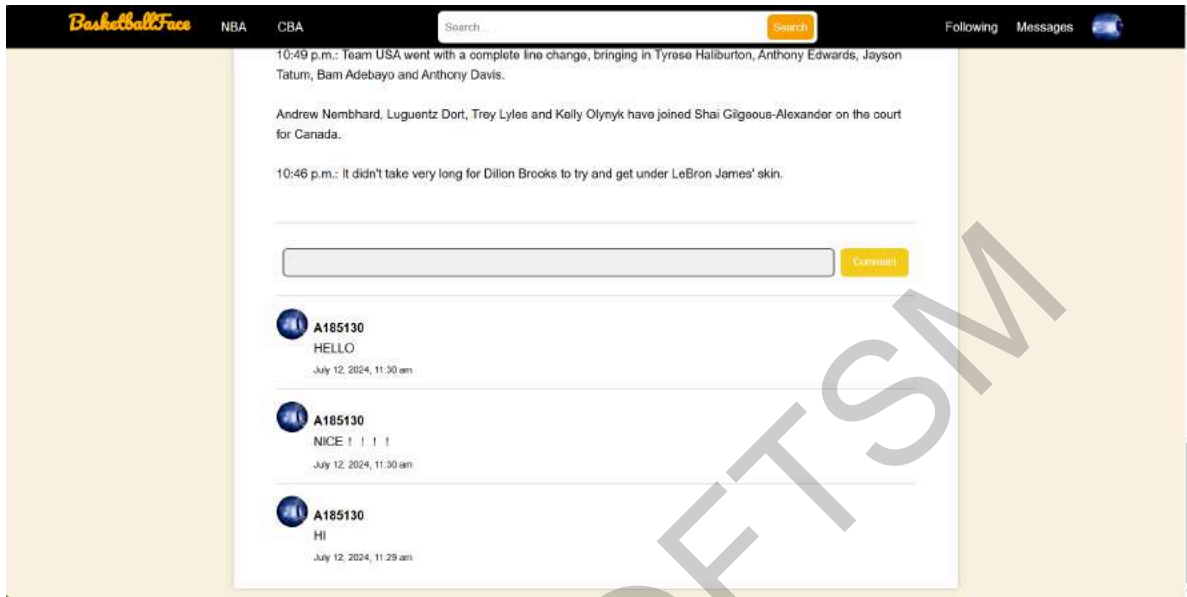 BasketballFace NBA CBA Search... Search Following Messages
10:49 p.m.: Team USA went with a complete line change, bringing in Tyrese Haliburton, Anthony Edwards, Jayson
Tatum, Bam Adebayo and Anthony Davis.
Andrew Nembhard, Luguentz Dort, Trey Lyles and Kelly Olynyk have joined Shai Gilgeous-Alexander on the court
for Canada.
10:46 p.m.: It didn't take very long for Dillon Brooks to try and get under LeBron James' skin.
Comment
A185130
HELLO
July 12, 2024, 11:30 am
A185130
NICE！！！！
July 12, 2024, 11:30 am
A185130
HI
July 12, 2024, 11:29 am
FTSM